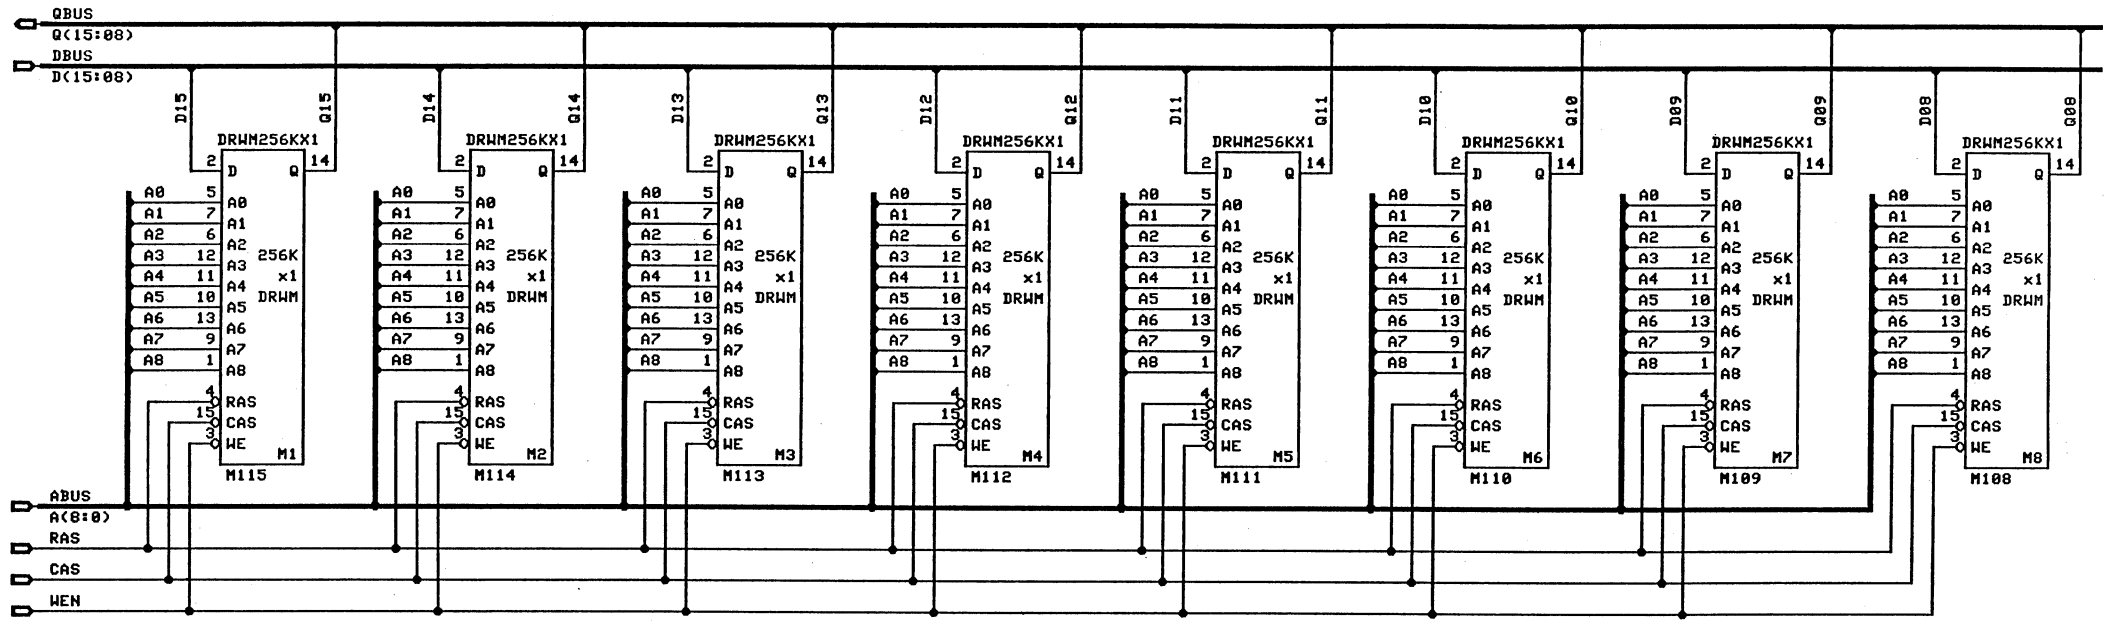 QBUS
Q(15:08)
DBUS
D(15:08)
D15
Q15
D14
Q14
D13
Q13
D12
Q12
D11
Q11
D10
Q10
D09
Q09
D08
Q08
DRWM256KX1
2 D Q 14
A0 5 A0
A1 7 A1
A2 6 A2
A3 12 A3
A4 11 A4
A5 10 A5
A6 13 A6
A7 9 A7
A8 1 A8
256K
x1
DRWM
4 RAS
15 CAS
3 WE
M1
M115
DRWM256KX1
2 D Q 14
A0 5 A0
A1 7 A1
A2 6 A2
A3 12 A3
A4 11 A4
A5 10 A5
A6 13 A6
A7 9 A7
A8 1 A8
256K
x1
DRWM
4 RAS
15 CAS
3 WE
M2
M114
DRWM256KX1
2 D Q 14
A0 5 A0
A1 7 A1
A2 6 A2
A3 12 A3
A4 11 A4
A5 10 A5
A6 13 A6
A7 9 A7
A8 1 A8
256K
x1
DRWM
4 RAS
15 CAS
3 WE
M3
M113
DRWM256KX1
2 D Q 14
A0 5 A0
A1 7 A1
A2 6 A2
A3 12 A3
A4 11 A4
A5 10 A5
A6 13 A6
A7 9 A7
A8 1 A8
256K
x1
DRWM
4 RAS
15 CAS
3 WE
M4
M112
DRWM256KX1
2 D Q 14
A0 5 A0
A1 7 A1
A2 6 A2
A3 12 A3
A4 11 A4
A5 10 A5
A6 13 A6
A7 9 A7
A8 1 A8
256K
x1
DRWM
4 RAS
15 CAS
3 WE
M5
M111
DRWM256KX1
2 D Q 14
A0 5 A0
A1 7 A1
A2 6 A2
A3 12 A3
A4 11 A4
A5 10 A5
A6 13 A6
A7 9 A7
A8 1 A8
256K
x1
DRWM
4 RAS
15 CAS
3 WE
M6
M110
DRWM256KX1
2 D Q 14
A0 5 A0
A1 7 A1
A2 6 A2
A3 12 A3
A4 11 A4
A5 10 A5
A6 13 A6
A7 9 A7
A8 1 A8
256K
x1
DRWM
4 RAS
15 CAS
3 WE
M7
M109
DRWM256KX1
2 D Q 14
A0 5 A0
A1 7 A1
A2 6 A2
A3 12 A3
A4 11 A4
A5 10 A5
A6 13 A6
A7 9 A7
A8 1 A8
256K
x1
DRWM
4 RAS
15 CAS
3 WE
M8
M108
ABUS
A(8:0)
RAS
CAS
WEN